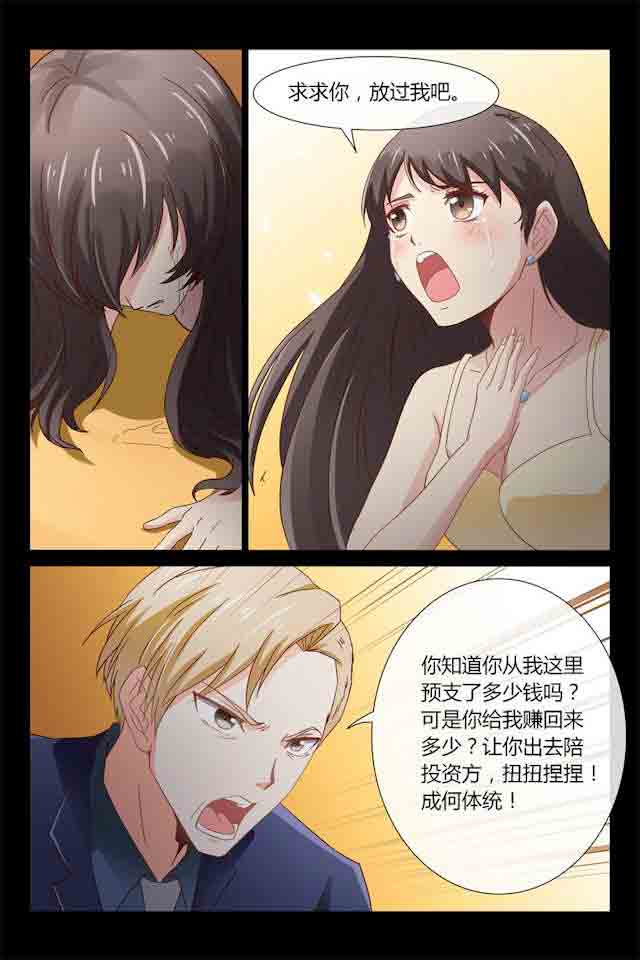 求求你，放过我吧。
你知道你从我这里
预支了多少钱吗？
可是你给我赚回来
多少？让你出去陪
投资方，扭扭捏捏！
成何体统！